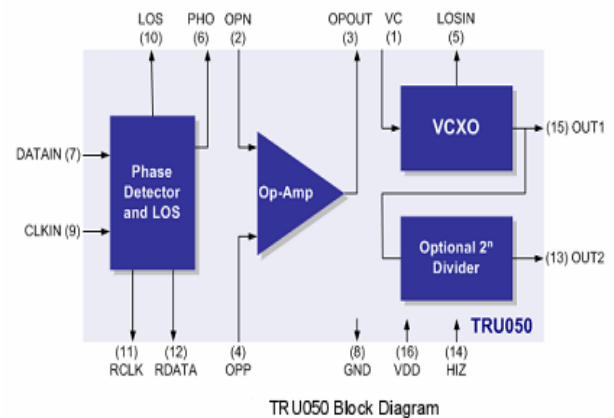 LOS PHO OPN OPOUT VC LOSIN
(10) (6) (2) (3) (1) (5)
VCXO
(15) OUT1
DATAIN (7)
Phase
Detector
and LOS
Op-Amp
CLKIN (9)
Optional 2ⁿ
Divider
(13) OUT2
TRU050
(11) (12) (4) (8) (16) (14)
RCLK RDATA OPP GND VDD HIZ
TRU050 Block Diagram